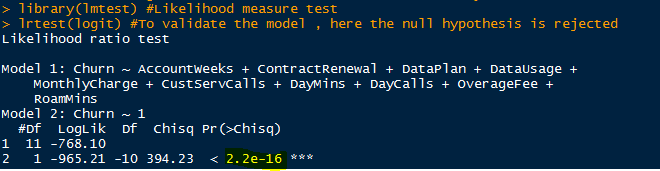 > library(lmtest) #Likelihood measure test
> lrtest(logit) #To validate the model , here the null hypothesis is rejected
Likelihood ratio test
Model 1: Churn ~ AccountWeeks + ContractRenewal + DataPlan + DataUsage +
MonthlyCharge + CustServCalls + DayMins + DayCalls + OverageFee +
RoamMins
Model 2: Churn ~ 1
#Df LogLik Df Chisq Pr(>Chisq)
1 11 -768.10
2 1 -965.21 -10 394.23 < 2.2e-16 ***